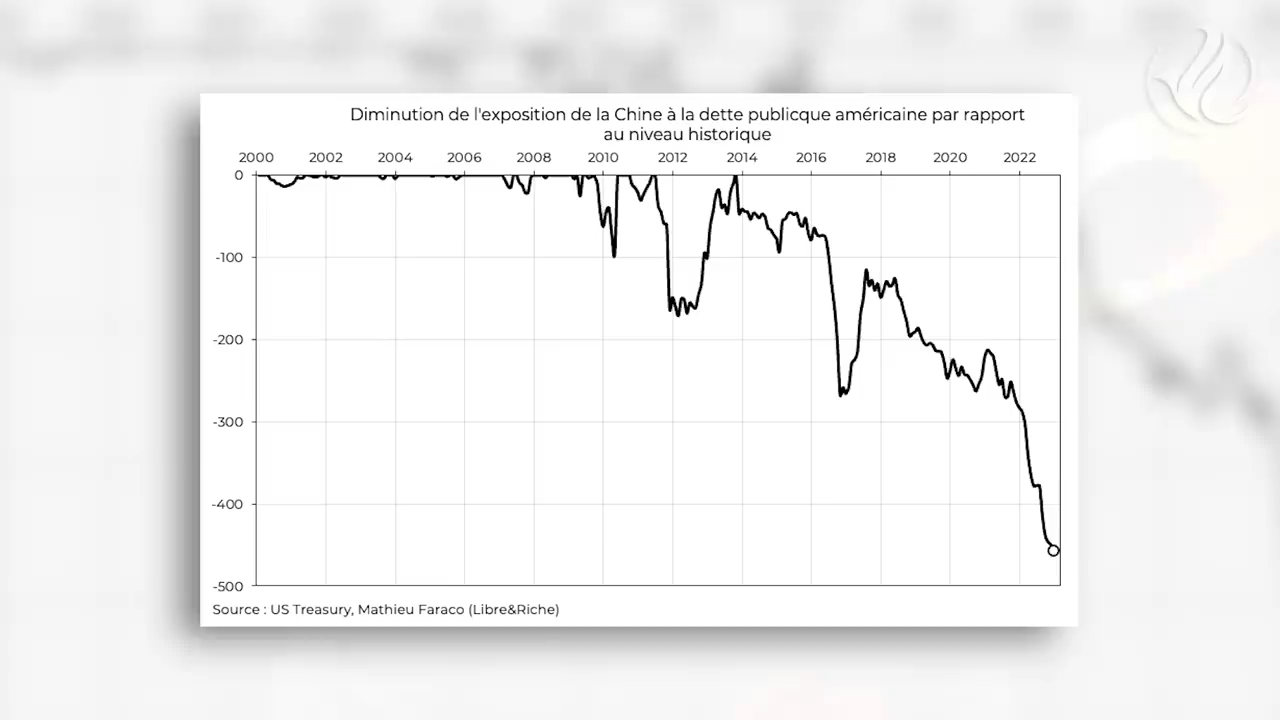 Diminution de l'exposition de la Chine à la dette publicque américaine par rapport
au niveau historique
2000 2002 2004 2006 2008 2010 2012 2014 2016 2018 2020 2022
0
-100
-200
-300
-400
-500
Source : US Treasury, Mathieu Faraco (Libre&Riche)